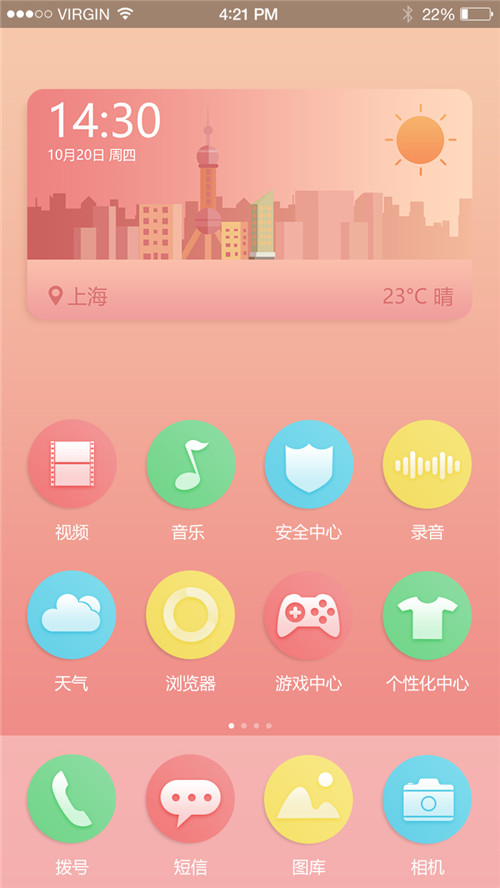 VIRGIN 4:21 PM 22%
14:30
10月20日 周四
上海 23°C 晴
视频 音乐 安全中心 录音
天气 浏览器 游戏中心 个性化中心
拨号 短信 图库 相机